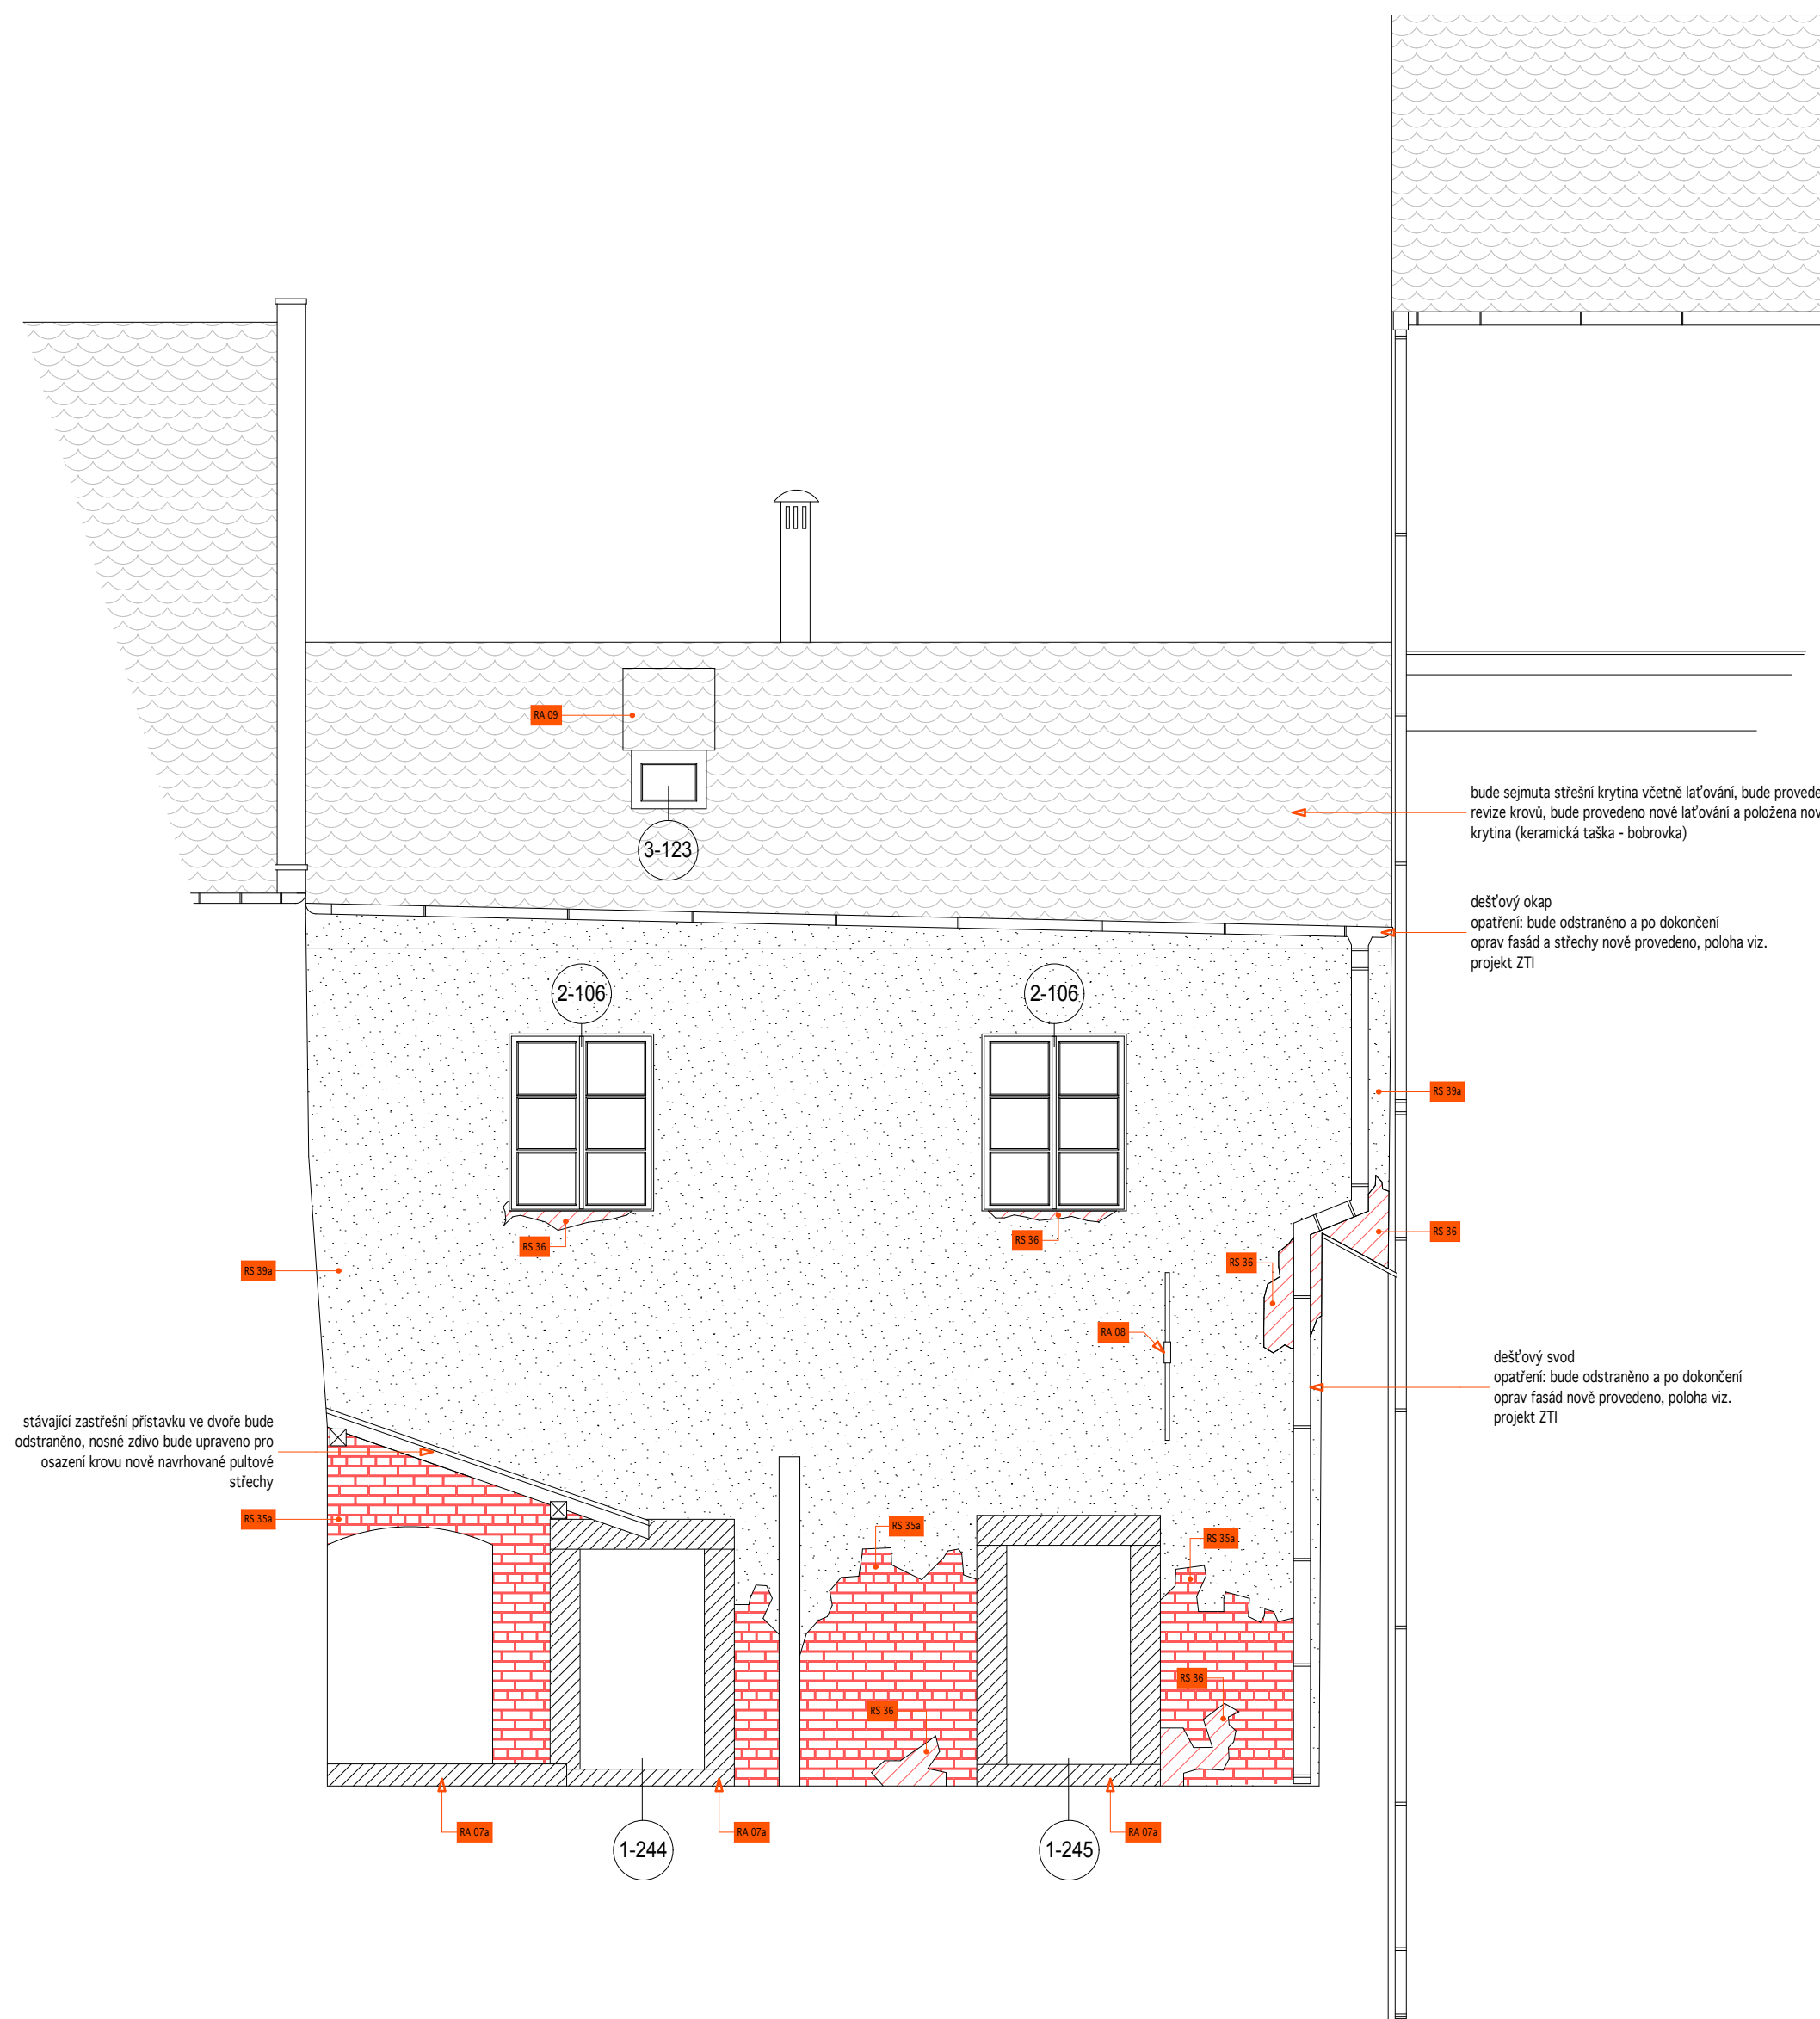 RA 09
3-123
bude sejmuta střešní krytina včetně laťování, bude provede
revize krovů, bude provedeno nové laťování a položena nov
krytina (keramická taška - bobrovka)
dešťový okap
opatření: bude odstraněno a po dokončení
oprav fasád a střechy nově provedeno, poloha viz.
projekt ZTI
2-106
2-106
RS 39a
RS 36
RS 36
RS 36
RS 36
RS 39a
RA 08
dešťový svod
opatření: bude odstraněno a po dokončení
oprav fasád nově provedeno, poloha viz.
projekt ZTI
stávající zastřešní přístavku ve dvoře bude
odstraněno, nosné zdivo bude upraveno pro
osazení krovu nově navrhované pultové
střechy
RS 35a
RS 35a
RS 35a
RS 36
RS 36
RA 07a
RA 07a
RA 07a
1-244
1-245